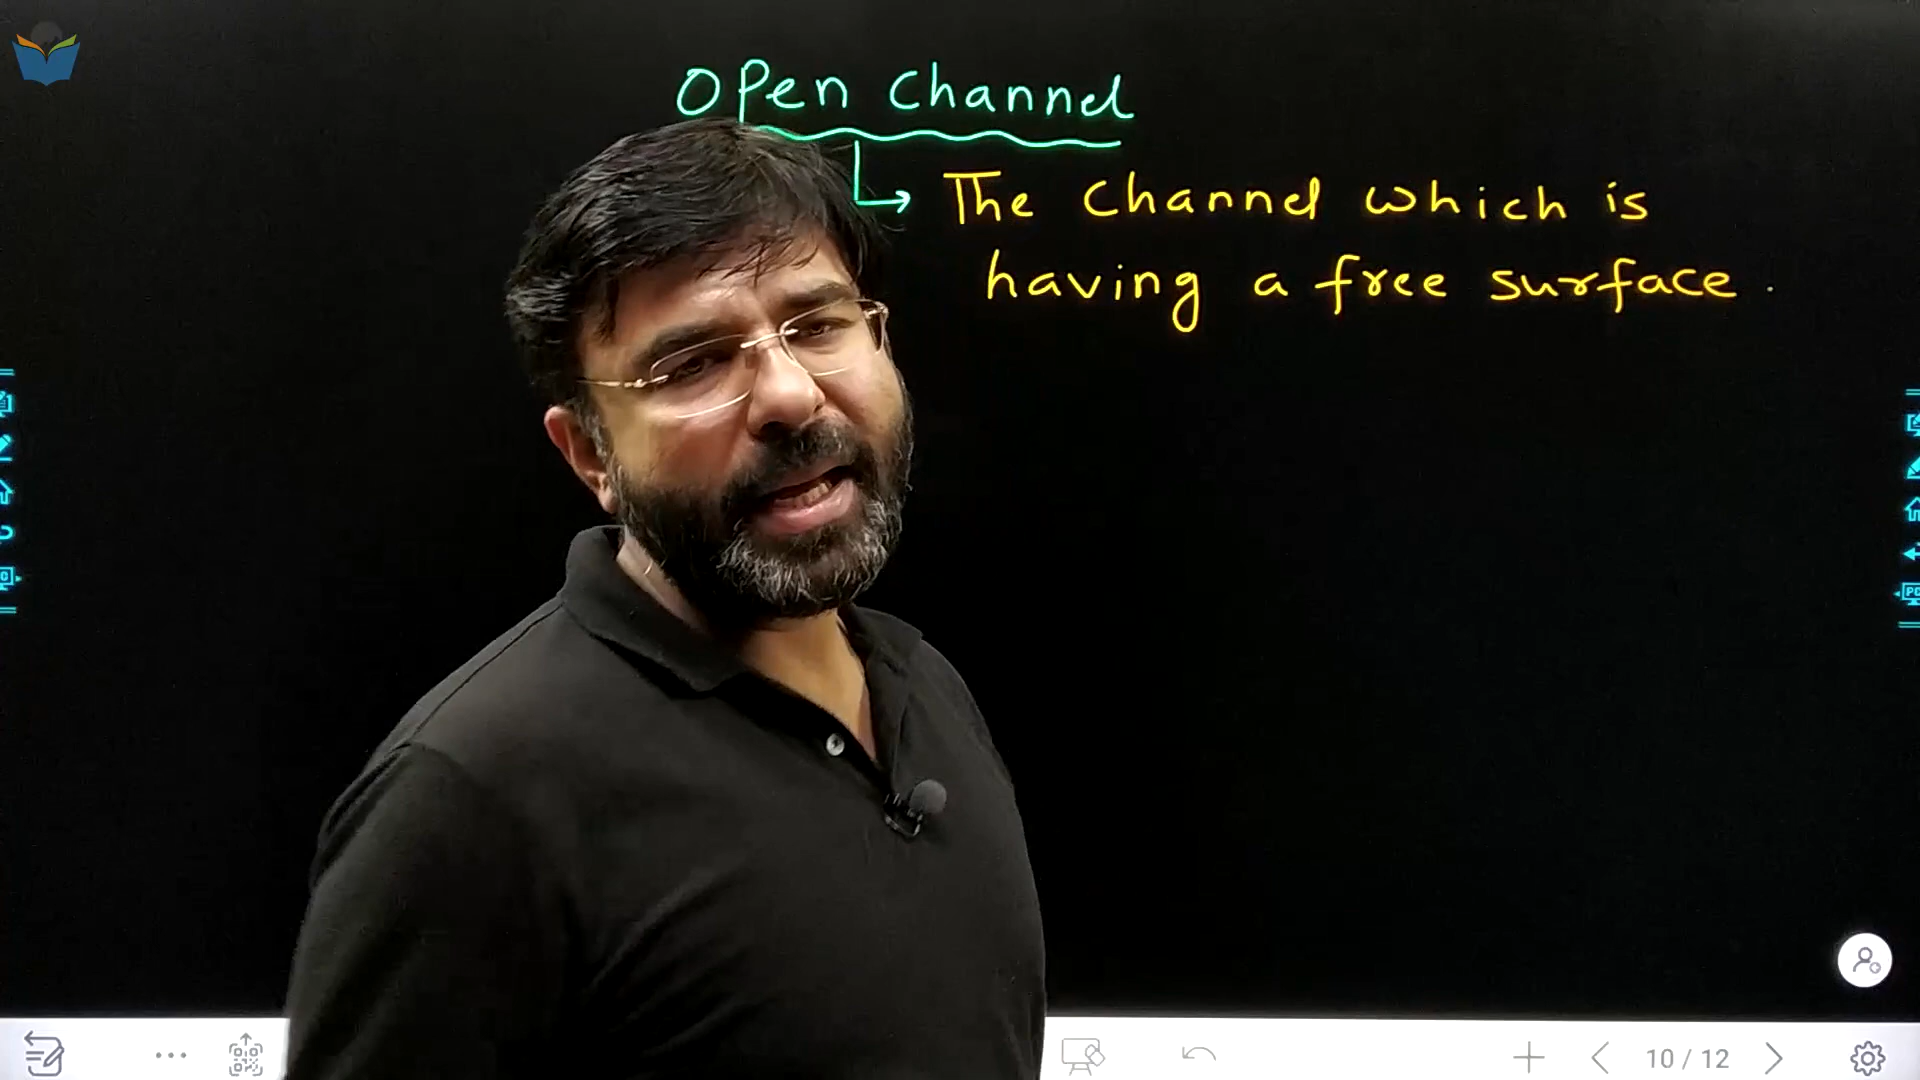 Open Channel
The Channel which is
having a free surface.
10 / 12